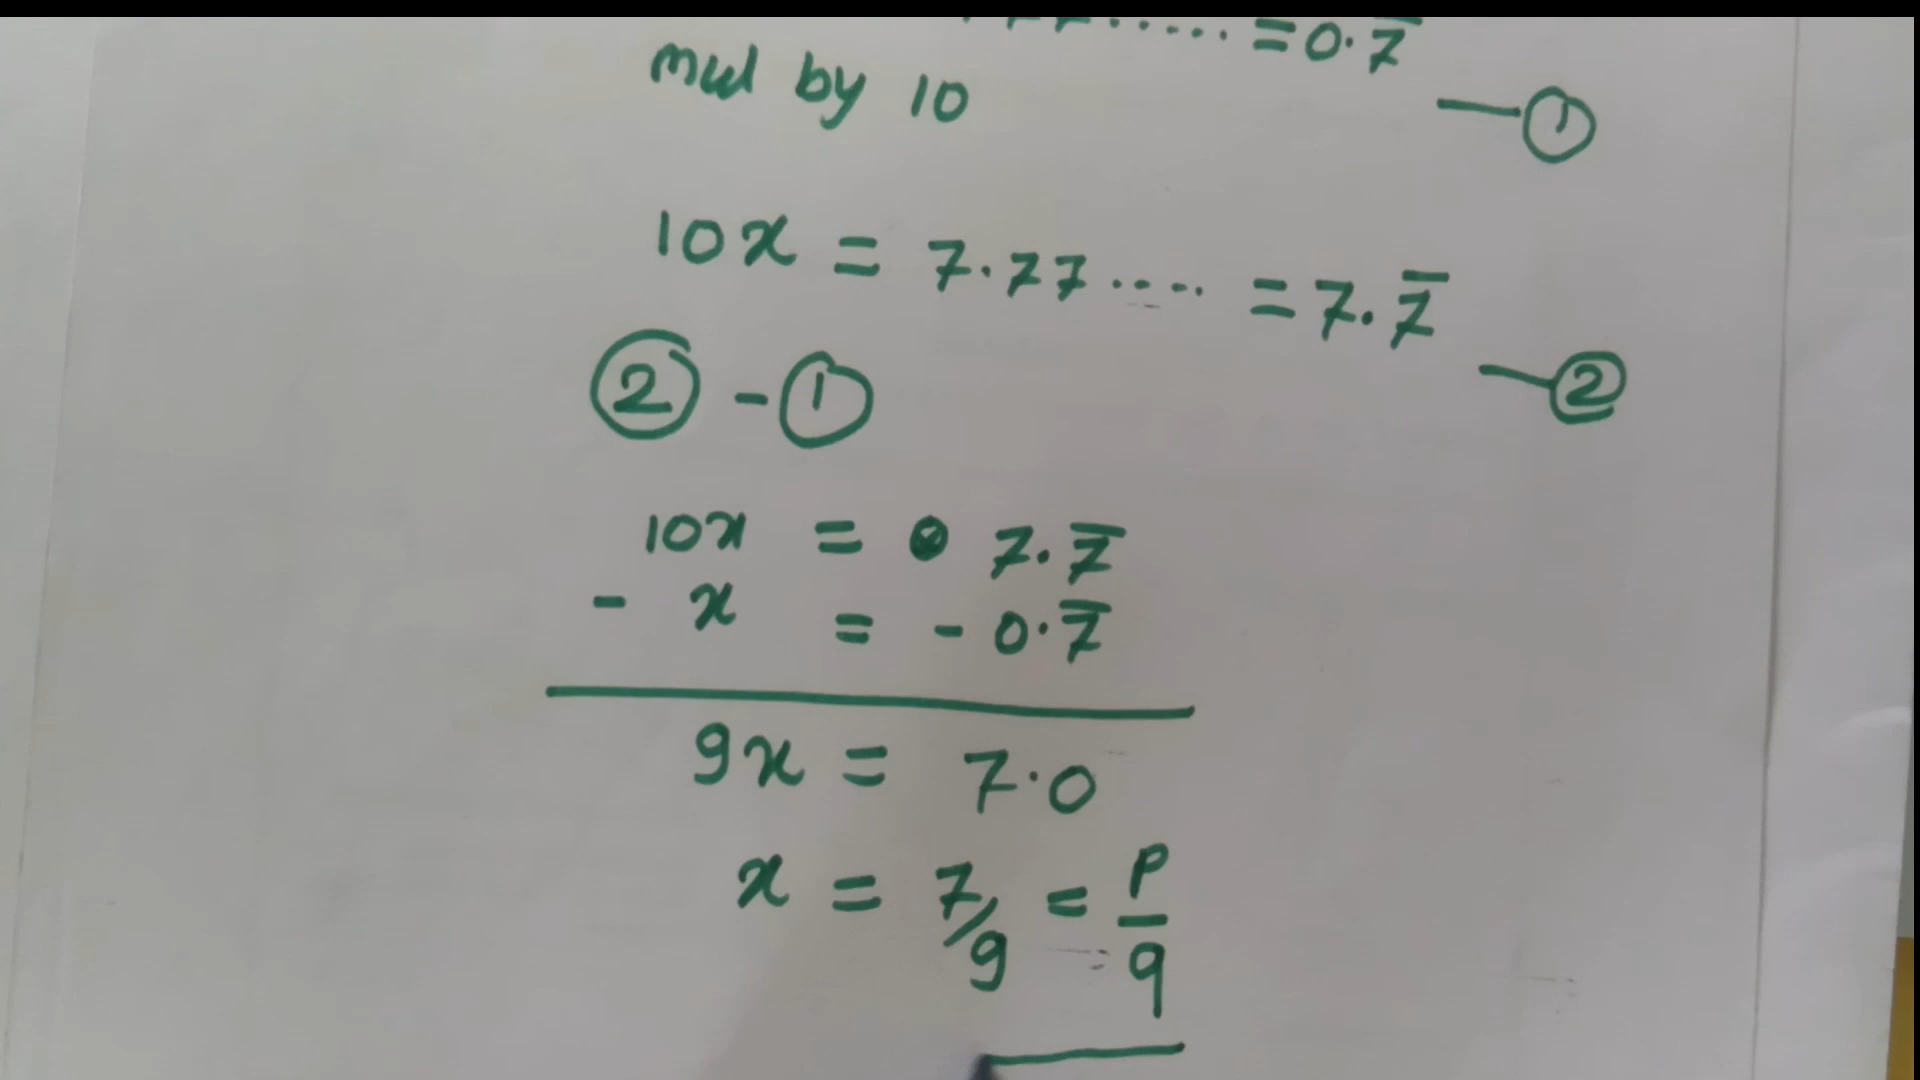 77..... = 0.7̅
mul by 10 —①
10x = 7.77.... = 7.7̅ —②
② - ①
10x = 7.7̅
- x = - 0.7̅
9x = 7.0
x = 7/9 = p/q